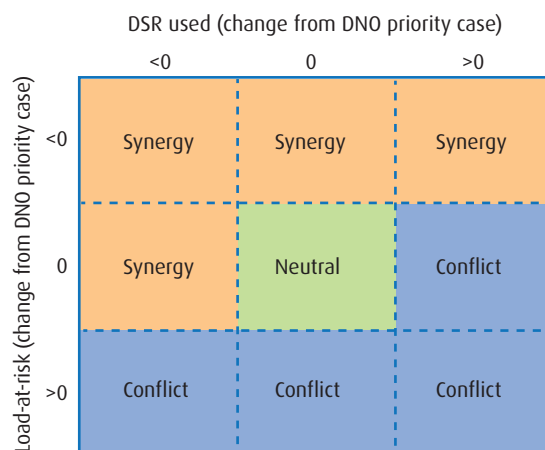 DSR used (change from DNO priority case)
<0 0 >0
Load-at-risk (change from DNO priority case)
<0 Synergy Synergy Synergy
0 Synergy Neutral Conflict
>0 Conflict Conflict Conflict